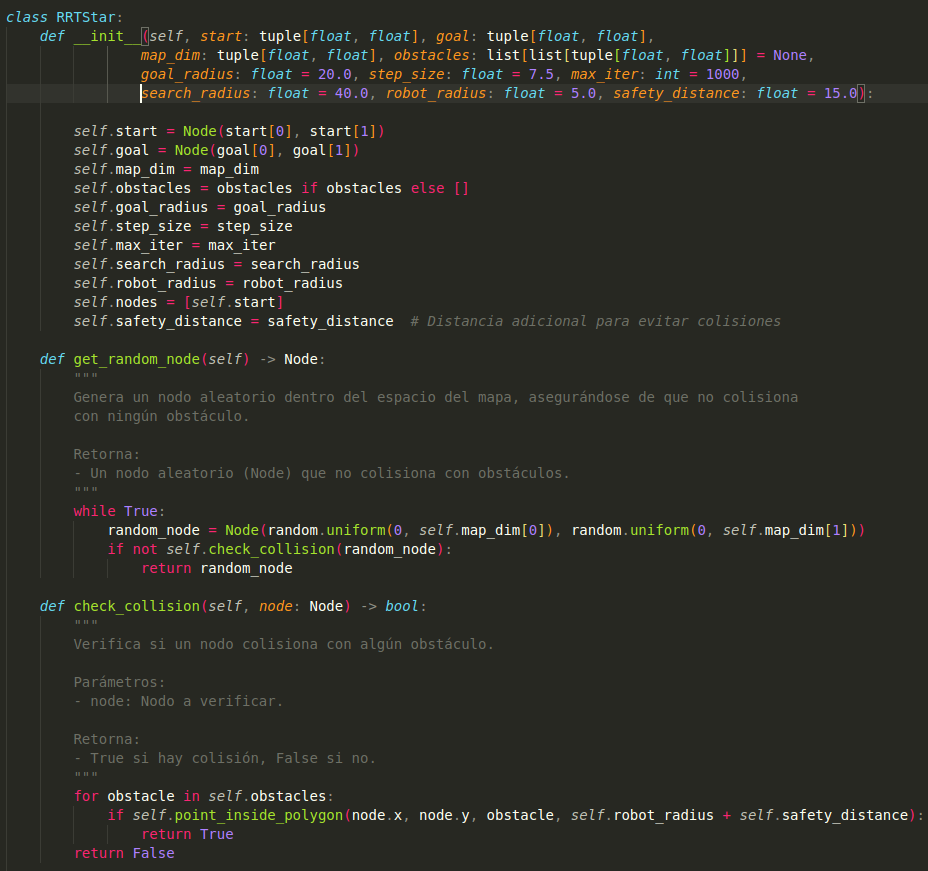 class RRTStar:
    def __init__(self, start: tuple[float, float], goal: tuple[float, float],
                map_dim: tuple[float, float], obstacles: list[list[tuple[float, float]]] = None,
                goal_radius: float = 20.0, step_size: float = 7.5, max_iter: int = 1000,
                search_radius: float = 40.0, robot_radius: float = 5.0, safety_distance: float = 15.0):

        self.start = Node(start[0], start[1])
        self.goal = Node(goal[0], goal[1])
        self.map_dim = map_dim
        self.obstacles = obstacles if obstacles else []
        self.goal_radius = goal_radius
        self.step_size = step_size
        self.max_iter = max_iter
        self.search_radius = search_radius
        self.robot_radius = robot_radius
        self.nodes = [self.start]
        self.safety_distance = safety_distance  # Distancia adicional para evitar colisiones

    def get_random_node(self) -> Node:
        """
        Genera un nodo aleatorio dentro del espacio del mapa, asegurándose de que no colisiona
        con ningún obstáculo.

        Retorna:
        - Un nodo aleatorio (Node) que no colisiona con obstáculos.
        """
        while True:
            random_node = Node(random.uniform(0, self.map_dim[0]), random.uniform(0, self.map_dim[1]))
            if not self.check_collision(random_node):
                return random_node

    def check_collision(self, node: Node) -> bool:
        """
        Verifica si un nodo colisiona con algún obstáculo.

        Parámetros:
        - node: Nodo a verificar.

        Retorna:
        - True si hay colisión, False si no.
        """
        for obstacle in self.obstacles:
            if self.point_inside_polygon(node.x, node.y, obstacle, self.robot_radius + self.safety_distance):
                return True
        return False